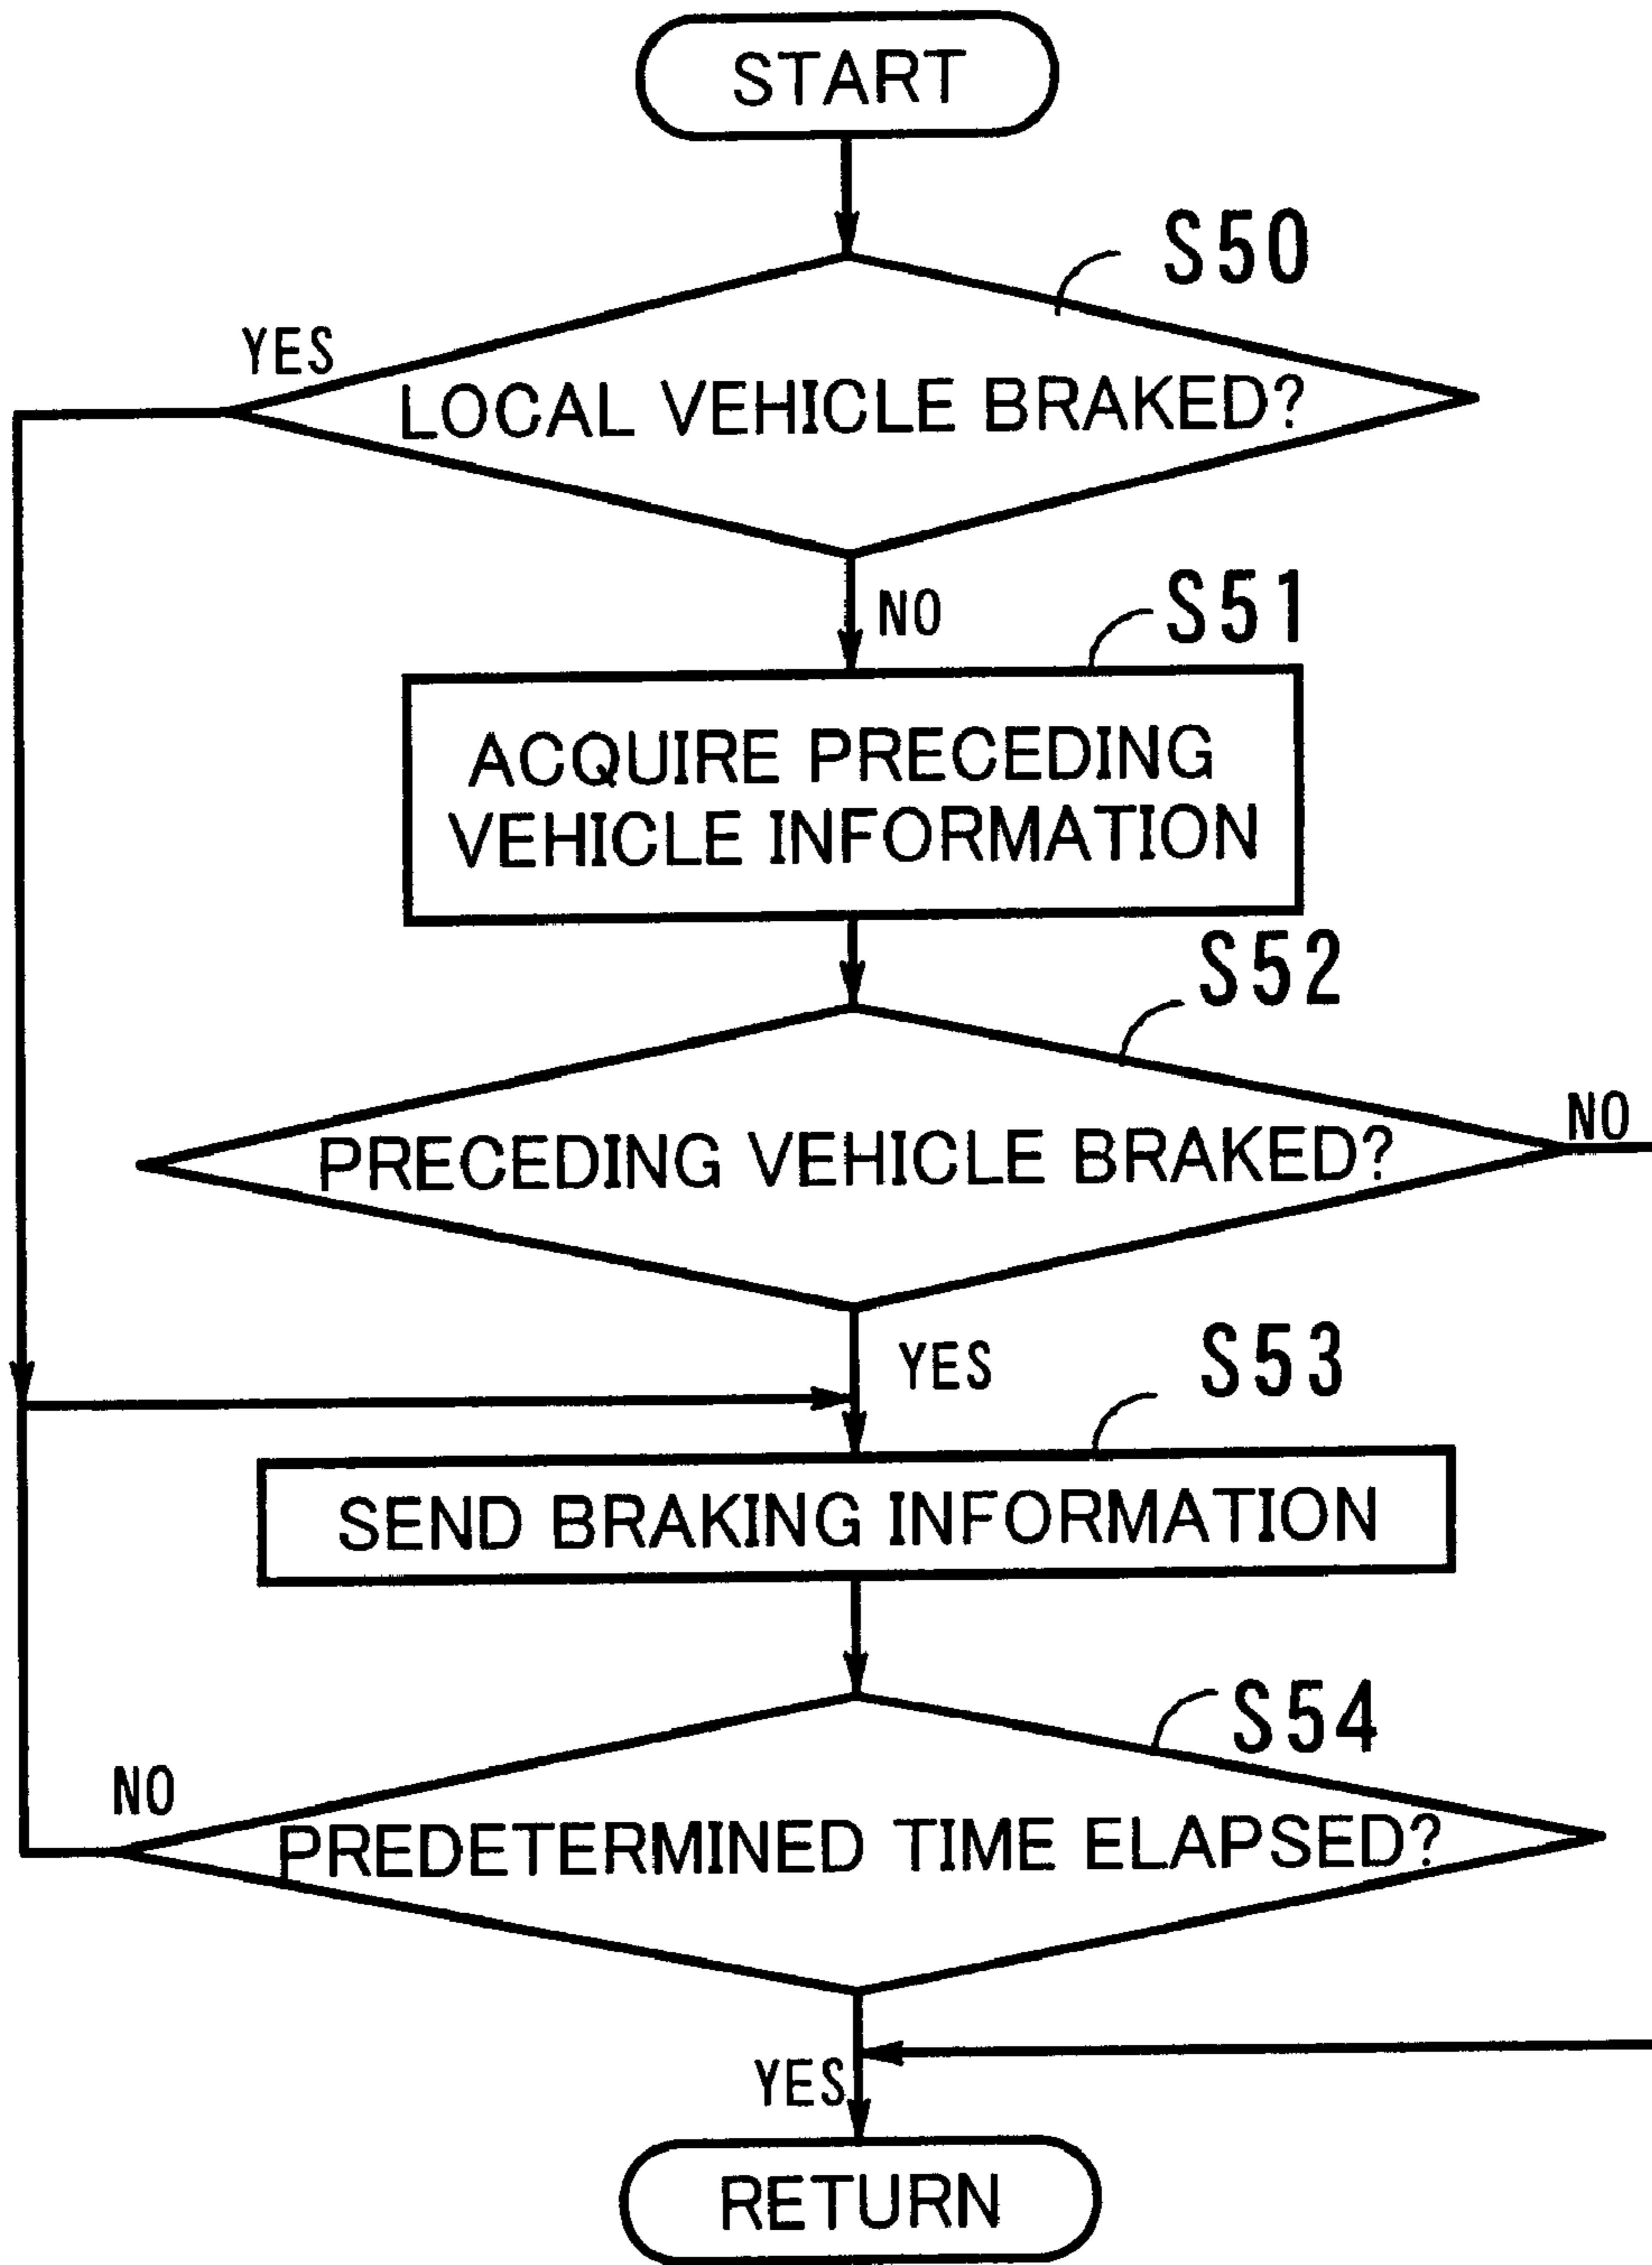 START
S50
YES
LOCAL VEHICLE BRAKED?
NO
S51
ACQUIRE PRECEDING
VEHICLE INFORMATION
S52
NO
PRECEDING VEHICLE BRAKED?
YES
S53
SEND BRAKING INFORMATION
S54
NO
PREDETERMINED TIME ELAPSED?
YES
RETURN